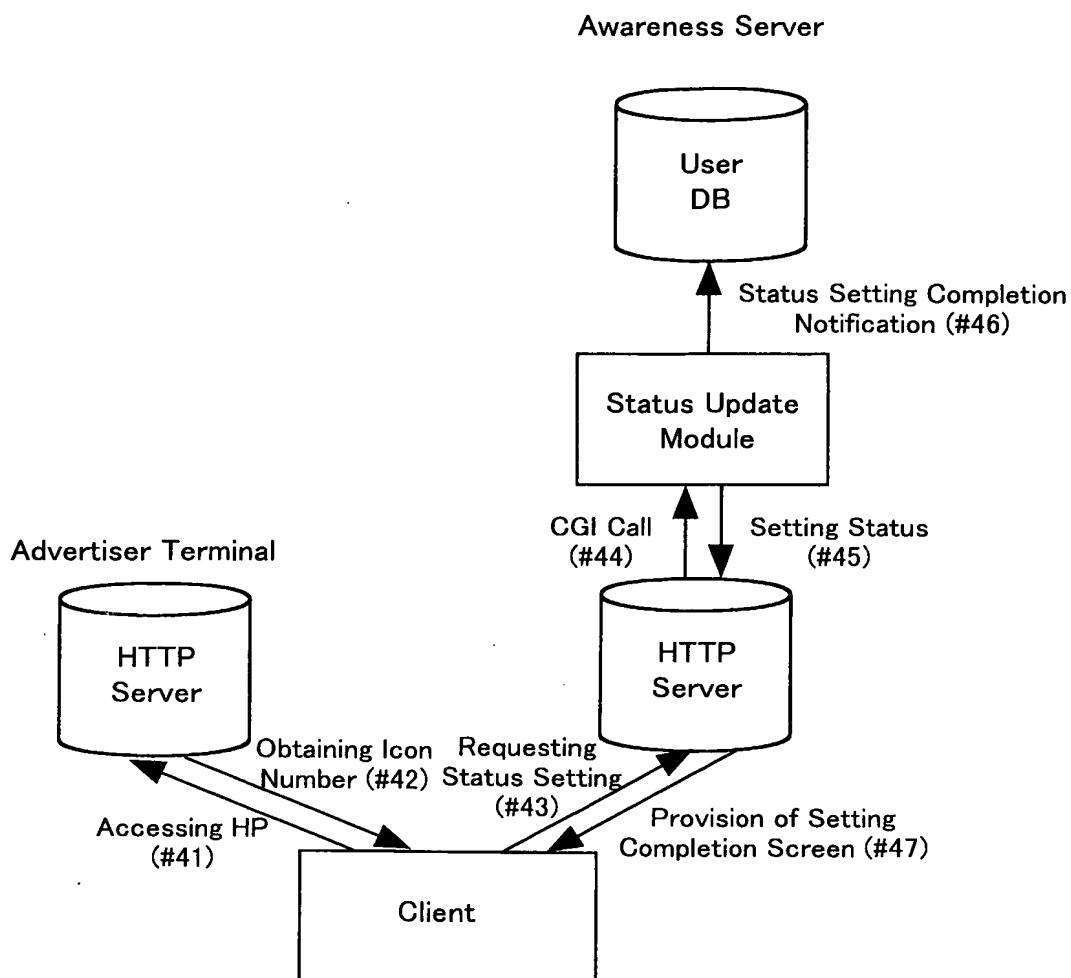 Awareness Server
User
DB
Status Setting Completion
Notification (#46)
Status Update
Module
CGI Call
(#44)
Setting Status
(#45)
Advertiser Terminal
HTTP
Server
HTTP
Server
Obtaining Icon
Number (#42)
Requesting
Status Setting
(#43)
Accessing HP
(#41)
Provision of Setting
Completion Screen (#47)
Client